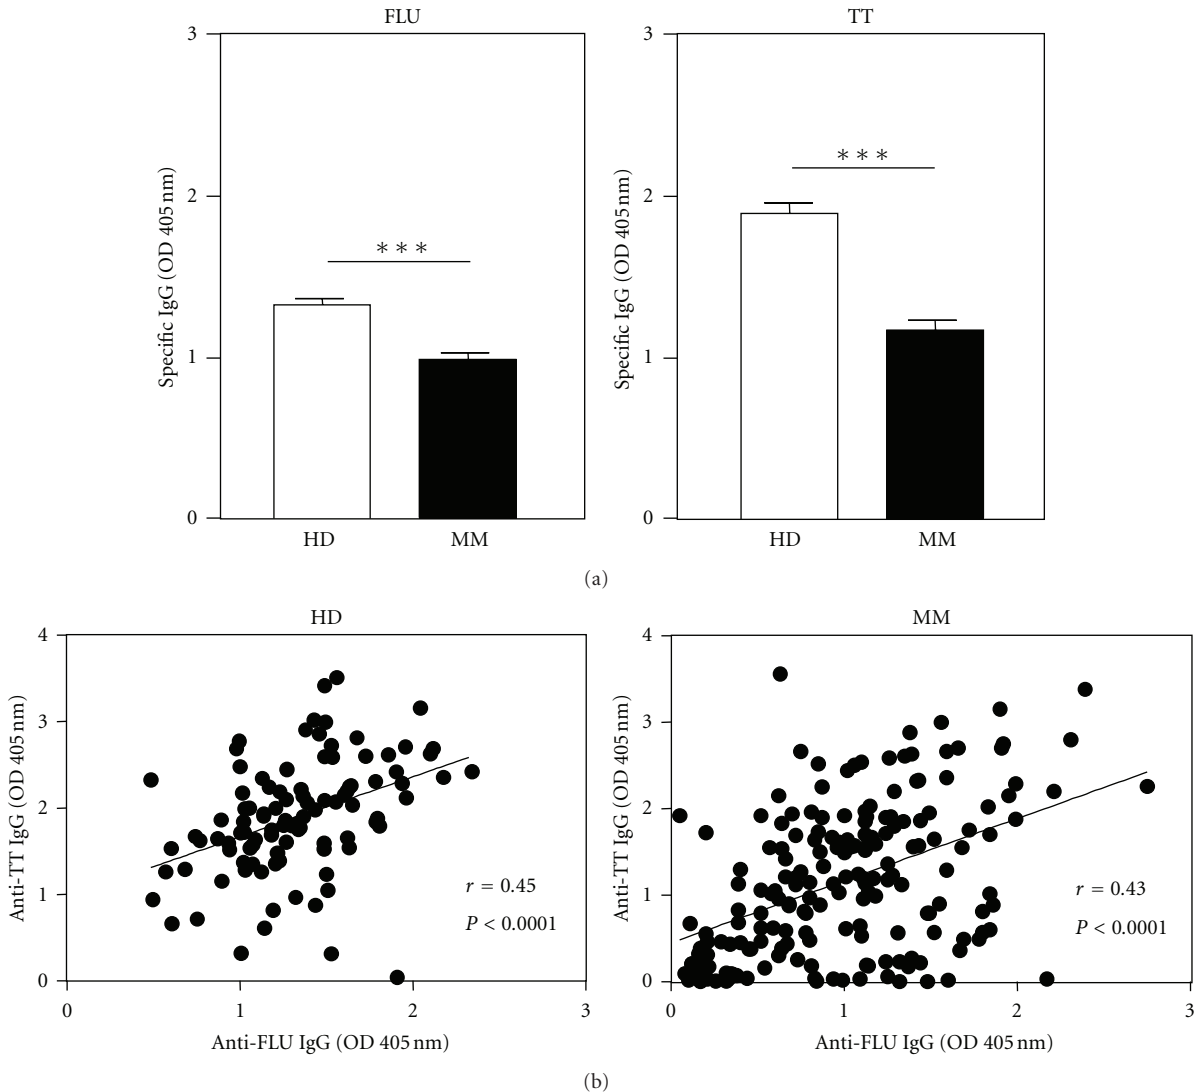 FLU
TT
3
2
1
0
Specific IgG (OD 405 nm)
∗∗∗
HD
MM
3
2
1
0
Specific IgG (OD 405 nm)
∗∗∗
HD
MM
(a)
HD
MM
4
3
2
1
0
Anti-TT IgG (OD 405 nm)
r = 0.45
P < 0.0001
0
1
2
3
Anti-FLU IgG (OD 405 nm)
4
3
2
1
0
Anti-TT IgG (OD 405 nm)
r = 0.43
P < 0.0001
0
1
2
3
Anti-FLU IgG (OD 405 nm)
(b)